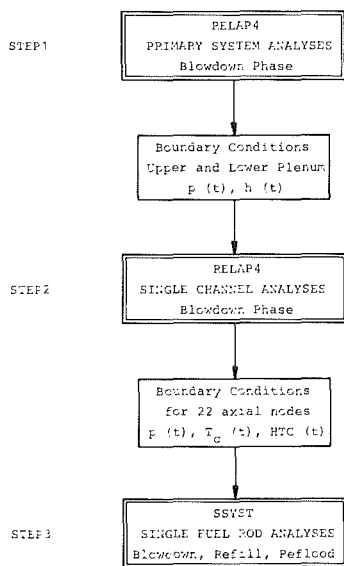 STEP1
RELAP4
PRIMARY SYSTEM ANALYSES
Blowdown Phase
Boundary Conditions
Upper and Lower Plenum
p (t), h (t)
STEP2
RELAP4
SINGLE CHANNEL ANALYSES
Blowdown Phase
Boundary Conditions
for 22 axial nodes
p (t), Tc (t), HTC (t)
STEP3
SSYST
SINGLE FUEL ROD ANALYSES
Blowdown, Refill, Reflood